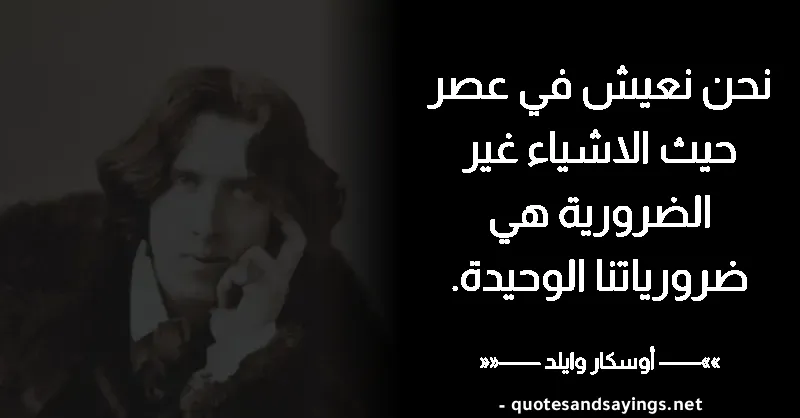 نحن نعيش في عصر
حيث الاشياء غير
الضرورية هي
ضرورياتنا الوحيدة.
»»—— أوسكار وايلد ——««
- quotesandsayings.net